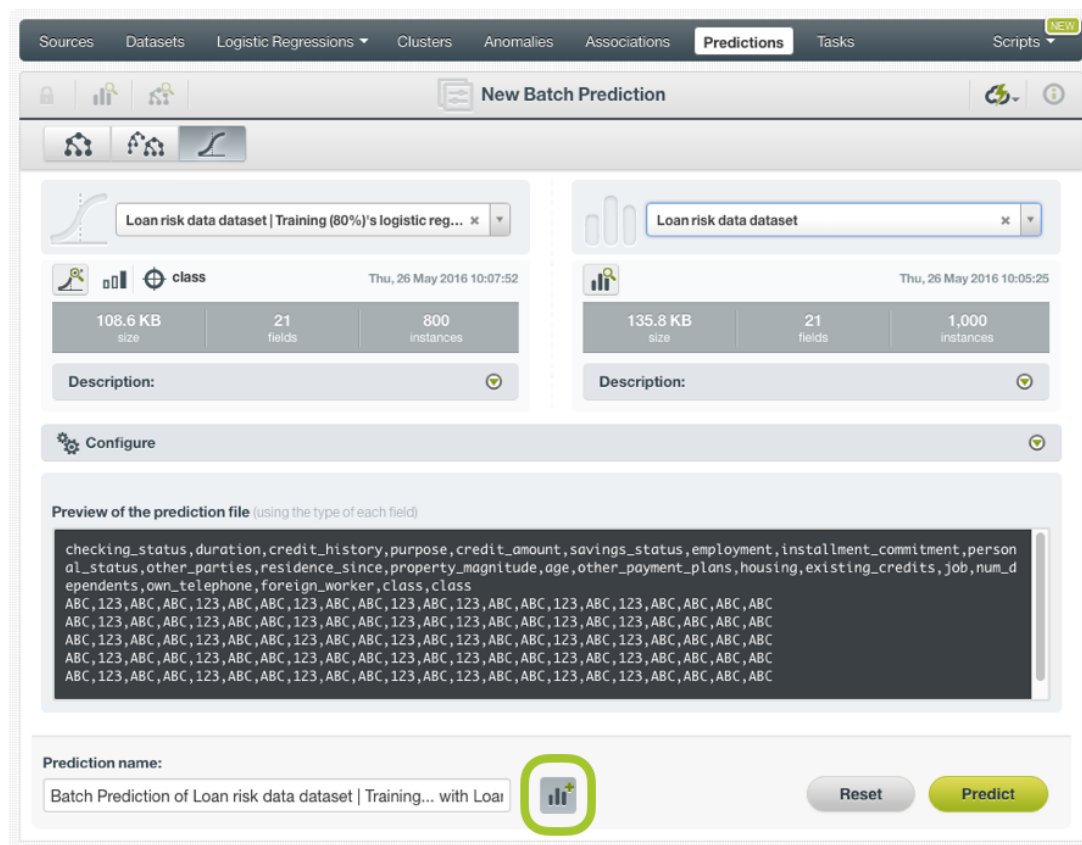 NEW
Sources Datasets Logistic Regressions Clusters Anomalies Associations Predictions Tasks Scripts
New Batch Prediction
Loan risk data dataset | Training (80%)'s logistic reg... ×
Loan risk data dataset ×
class Thu, 26 May 2016 10:07:52
Thu, 26 May 2016 10:05:25
108.6 KB 21 800
size fields instances
135.8 KB 21 1,000
size fields instances
Description:
Description:
Configure
Preview of the prediction file (using the type of each field)
checking_status,duration,credit_history,purpose,credit_amount,savings_status,employment,installment_commitment,person
al_status,other_parties,residence_since,property_magnitude,age,other_payment_plans,housing,existing_credits,job,num_d
ependents,own_telephone,foreign_worker,class,class
ABC,123,ABC,ABC,123,ABC,ABC,123,ABC,ABC,123,ABC,123,ABC,ABC,123,ABC,123,ABC,ABC,ABC,ABC
ABC,123,ABC,ABC,123,ABC,ABC,123,ABC,ABC,123,ABC,123,ABC,ABC,123,ABC,123,ABC,ABC,ABC,ABC
ABC,123,ABC,ABC,123,ABC,ABC,123,ABC,ABC,123,ABC,123,ABC,ABC,123,ABC,123,ABC,ABC,ABC,ABC
ABC,123,ABC,ABC,123,ABC,ABC,123,ABC,ABC,123,ABC,123,ABC,ABC,123,ABC,123,ABC,ABC,ABC,ABC
ABC,123,ABC,ABC,123,ABC,ABC,123,ABC,ABC,123,ABC,123,ABC,ABC,123,ABC,123,ABC,ABC,ABC,ABC
Prediction name:
Batch Prediction of Loan risk data dataset | Training... with Loan
Reset Predict